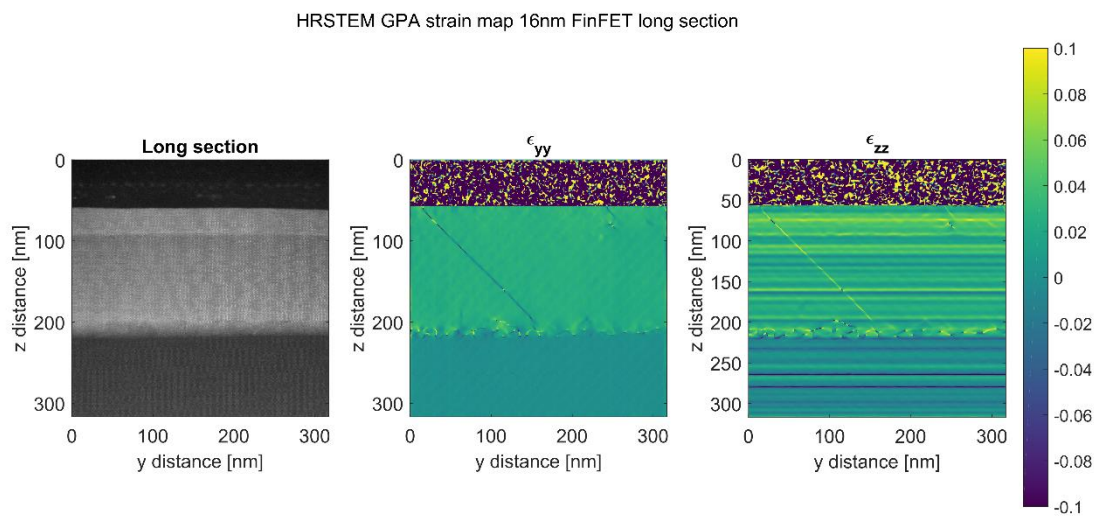 HRSTEM GPA strain map 16nm FinFET long section
Long section
0
100
200
300
z distance [nm]
0 100 200 300
y distance [nm]
ϵyy
0
100
200
300
z distance [nm]
0 100 200 300
y distance [nm]
ϵzz
0
50
100
150
200
250
300
z distance [nm]
0 100 200 300
y distance [nm]
0.1
0.08
0.06
0.04
0.02
0
-0.02
-0.04
-0.06
-0.08
-0.1